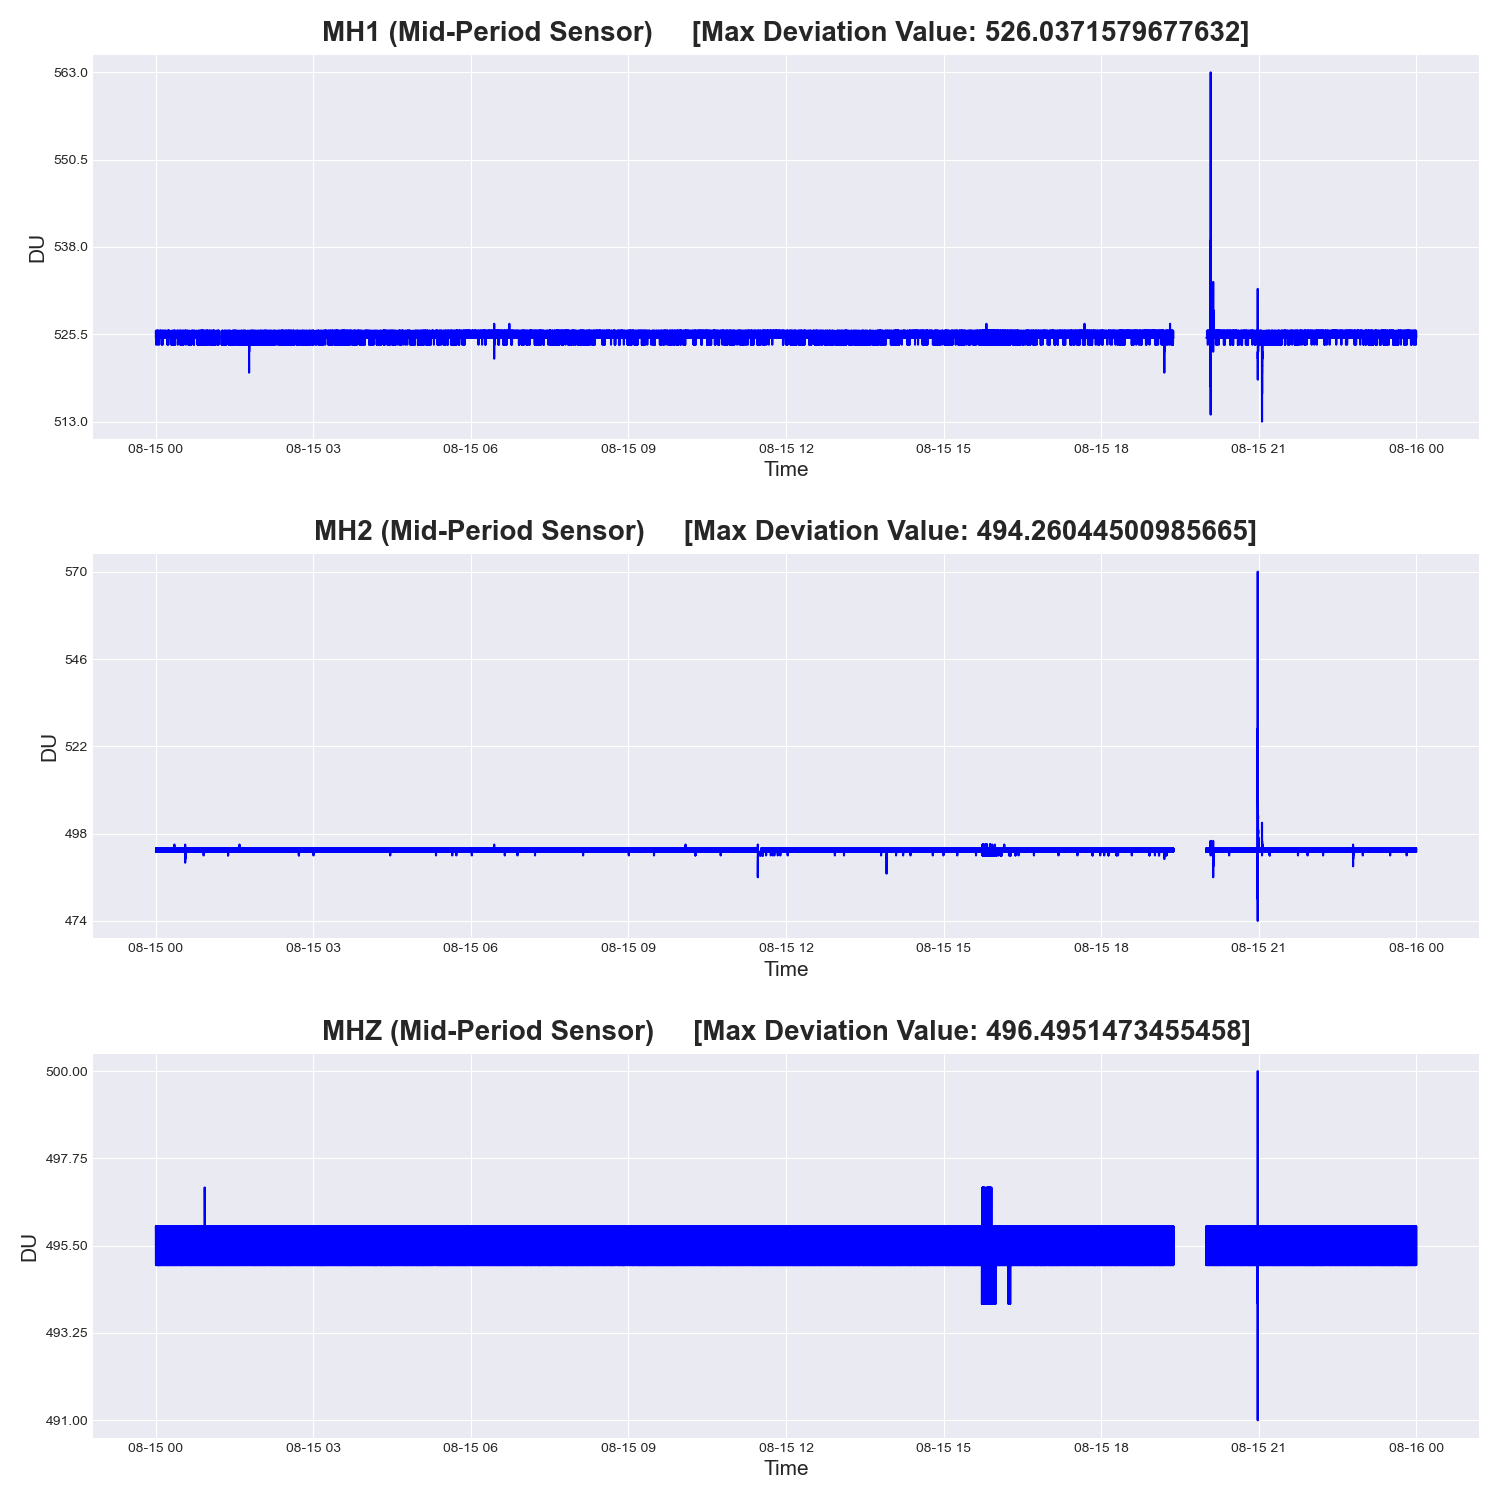 MH1 (Mid-Period Sensor) [Max Deviation Value: 526.0371579677632]
563.0
550.5
538.0
525.5
513.0
DU
08-15 00 08-15 03 08-15 06 08-15 09 08-15 12 08-15 15 08-15 18 08-15 21 08-16 00
Time
MH2 (Mid-Period Sensor) [Max Deviation Value: 494.26044500985665]
570
546
522
498
474
DU
08-15 00 08-15 03 08-15 06 08-15 09 08-15 12 08-15 15 08-15 18 08-15 21 08-16 00
Time
MHZ (Mid-Period Sensor) [Max Deviation Value: 496.4951473455458]
500.00
497.75
495.50
493.25
491.00
DU
08-15 00 08-15 03 08-15 06 08-15 09 08-15 12 08-15 15 08-15 18 08-15 21 08-16 00
Time